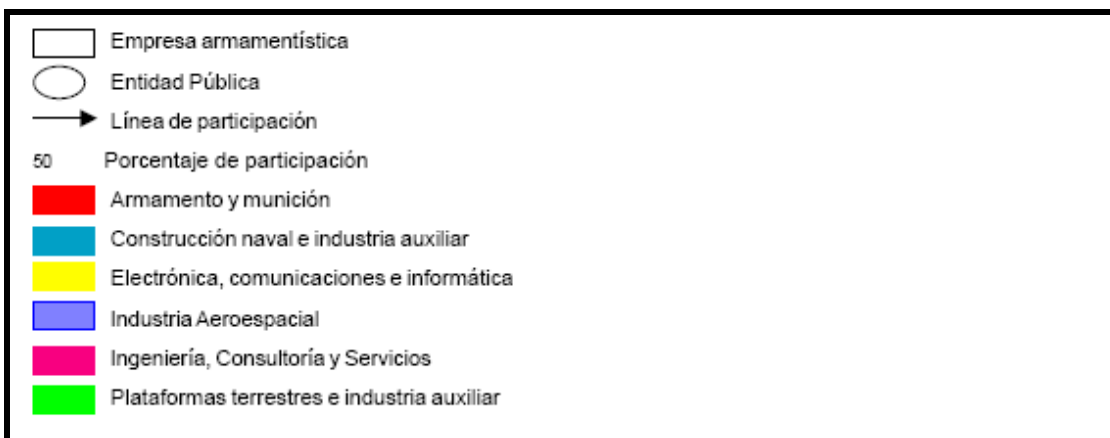 Empresa armamentística
Entidad Pública
Línea de participación
50 Porcentaje de participación
Armamento y munición
Construcción naval e industria auxiliar
Electrónica, comunicaciones e informática
Industria Aeroespacial
Ingeniería, Consultoría y Servicios
Plataformas terrestres e industria auxiliar